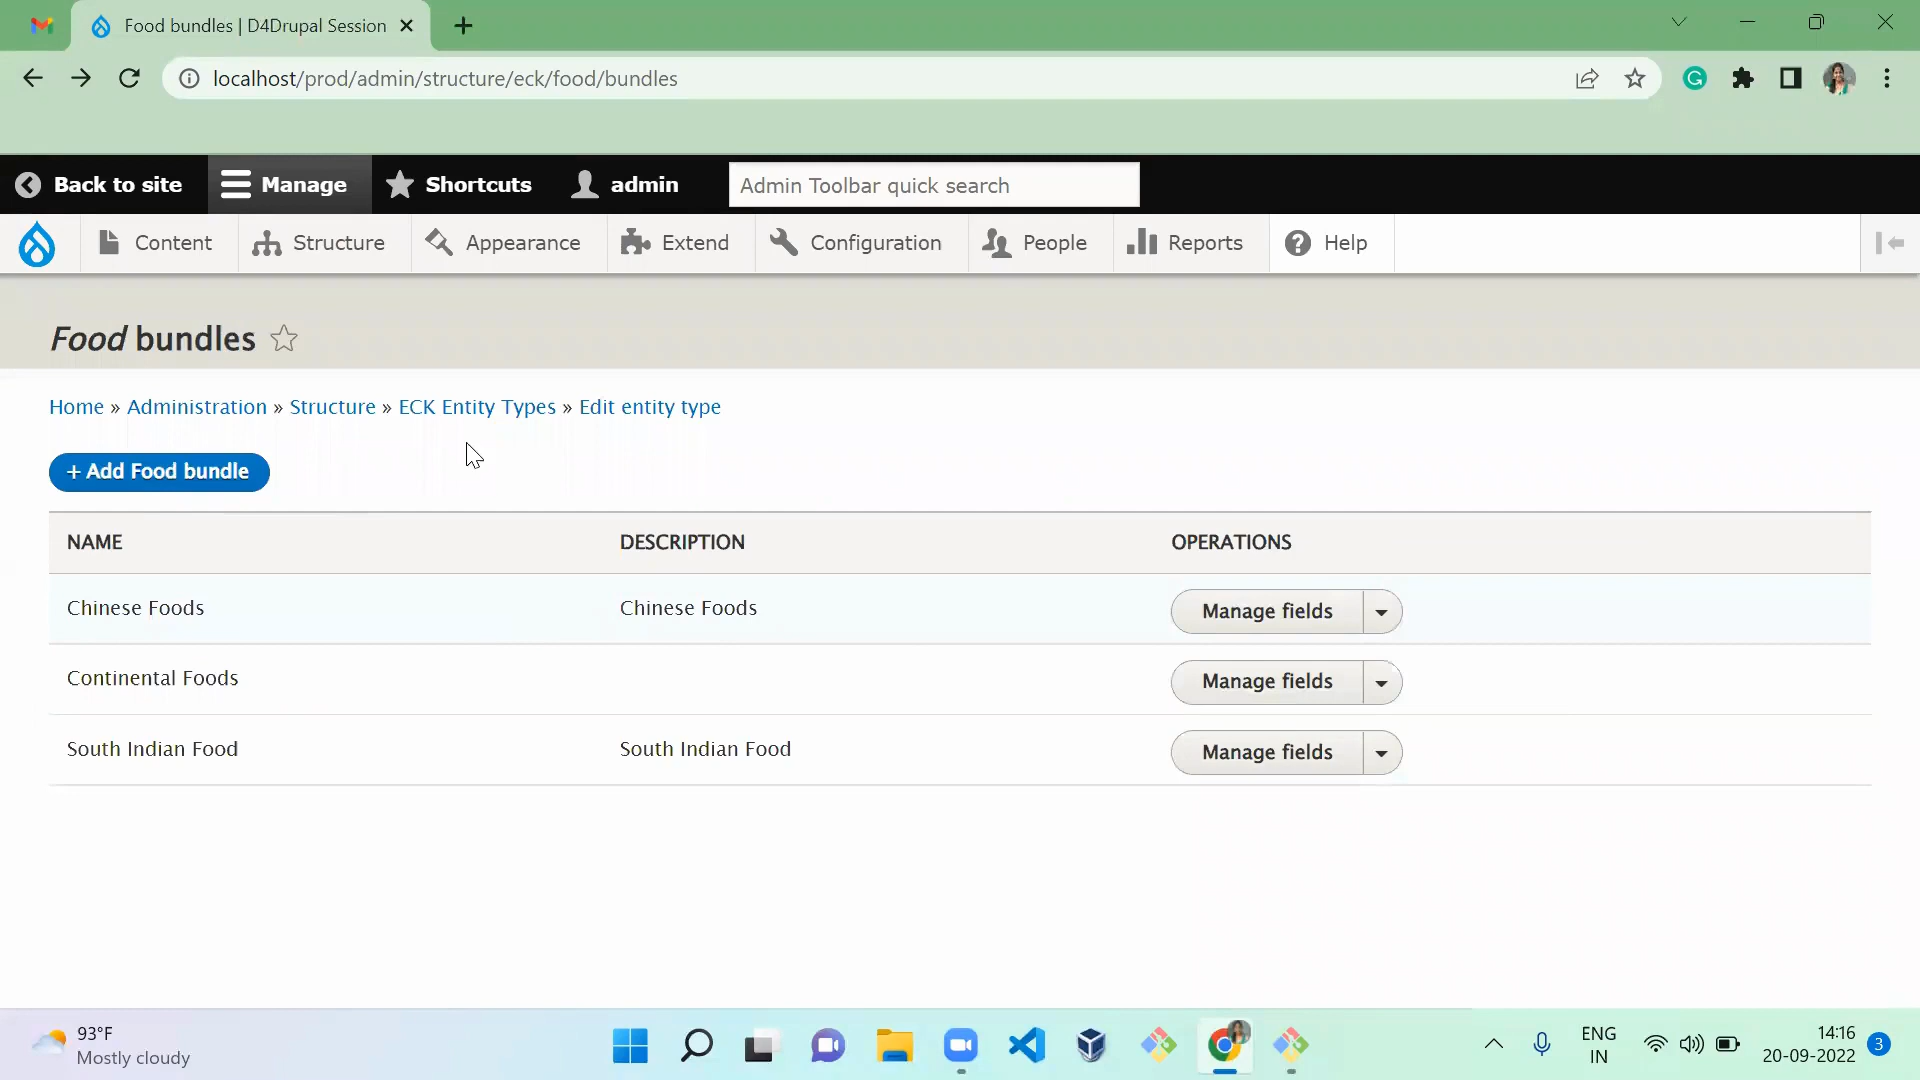 Food bundles | D4Drupal Session
localhost/prod/admin/structure/eck/food/bundles
Back to site Manage Shortcuts admin Admin Toolbar quick search
Content Structure Appearance Extend Configuration People Reports Help
Food bundles
Home » Administration » Structure » ECK Entity Types » Edit entity type
+ Add Food bundle
NAME DESCRIPTION OPERATIONS
Chinese Foods Chinese Foods Manage fields
Continental Foods Manage fields
South Indian Food South Indian Food Manage fields
93°F
Mostly cloudy
ENG
IN
14:16
20-09-2022
3